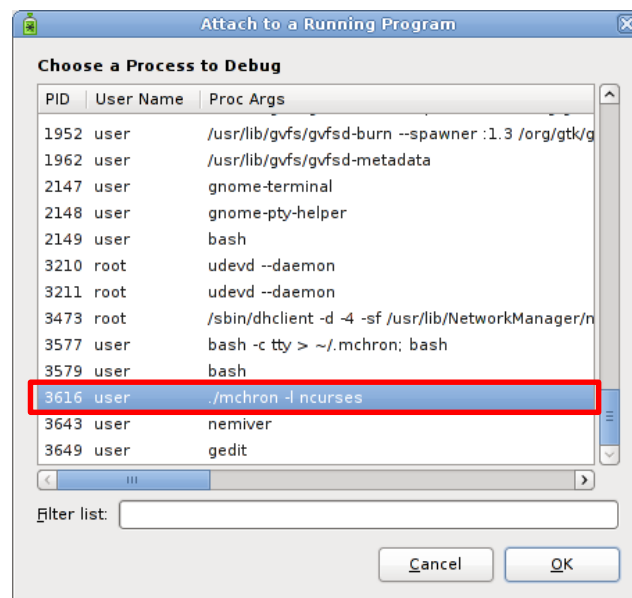 Attach to a Running Program
Choose a Process to Debug
PID User Name Proc Args
1952 user /usr/lib/gvfs/gvfsd-burn --spawner :1.3 /org/gtk/g
1962 user /usr/lib/gvfs/gvfsd-metadata
2147 user gnome-terminal
2148 user gnome-pty-helper
2149 user bash
3210 root udevd --daemon
3211 root udevd --daemon
3473 root /sbin/dhclient -d -4 -sf /usr/lib/NetworkManager/n
3577 user bash -c tty > ~/.mchron; bash
3579 user bash
3616 user ./mchron -l ncurses
3643 user nemiver
3649 user gedit
Filter list:
Cancel OK